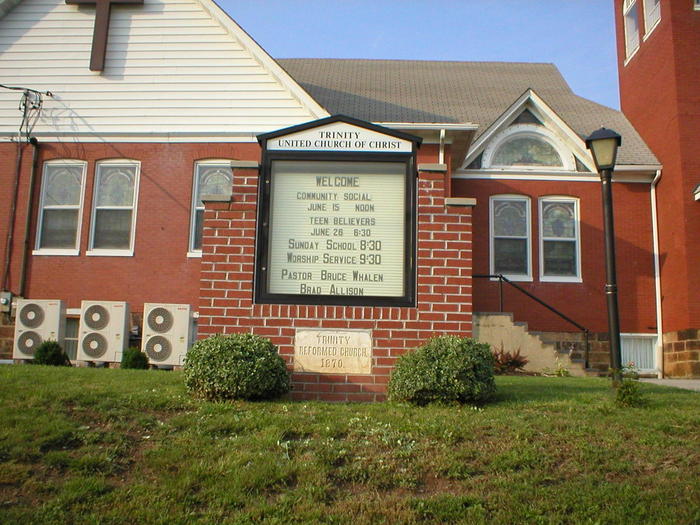 TRINITY
UNITED CHURCH OF CHRIST
WELCOME
COMMUNITY SOCIAL
JUNE 15 NOON
TEEN BELIEVERS
JUNE 26 6:30
SUNDAY SCHOOL 8:30
WORSHIP SERVICE 9:30
PASTOR BRUCE WHALEN
BRAD ALLISON
TRINITY
REFORMED CHURCH
1870.